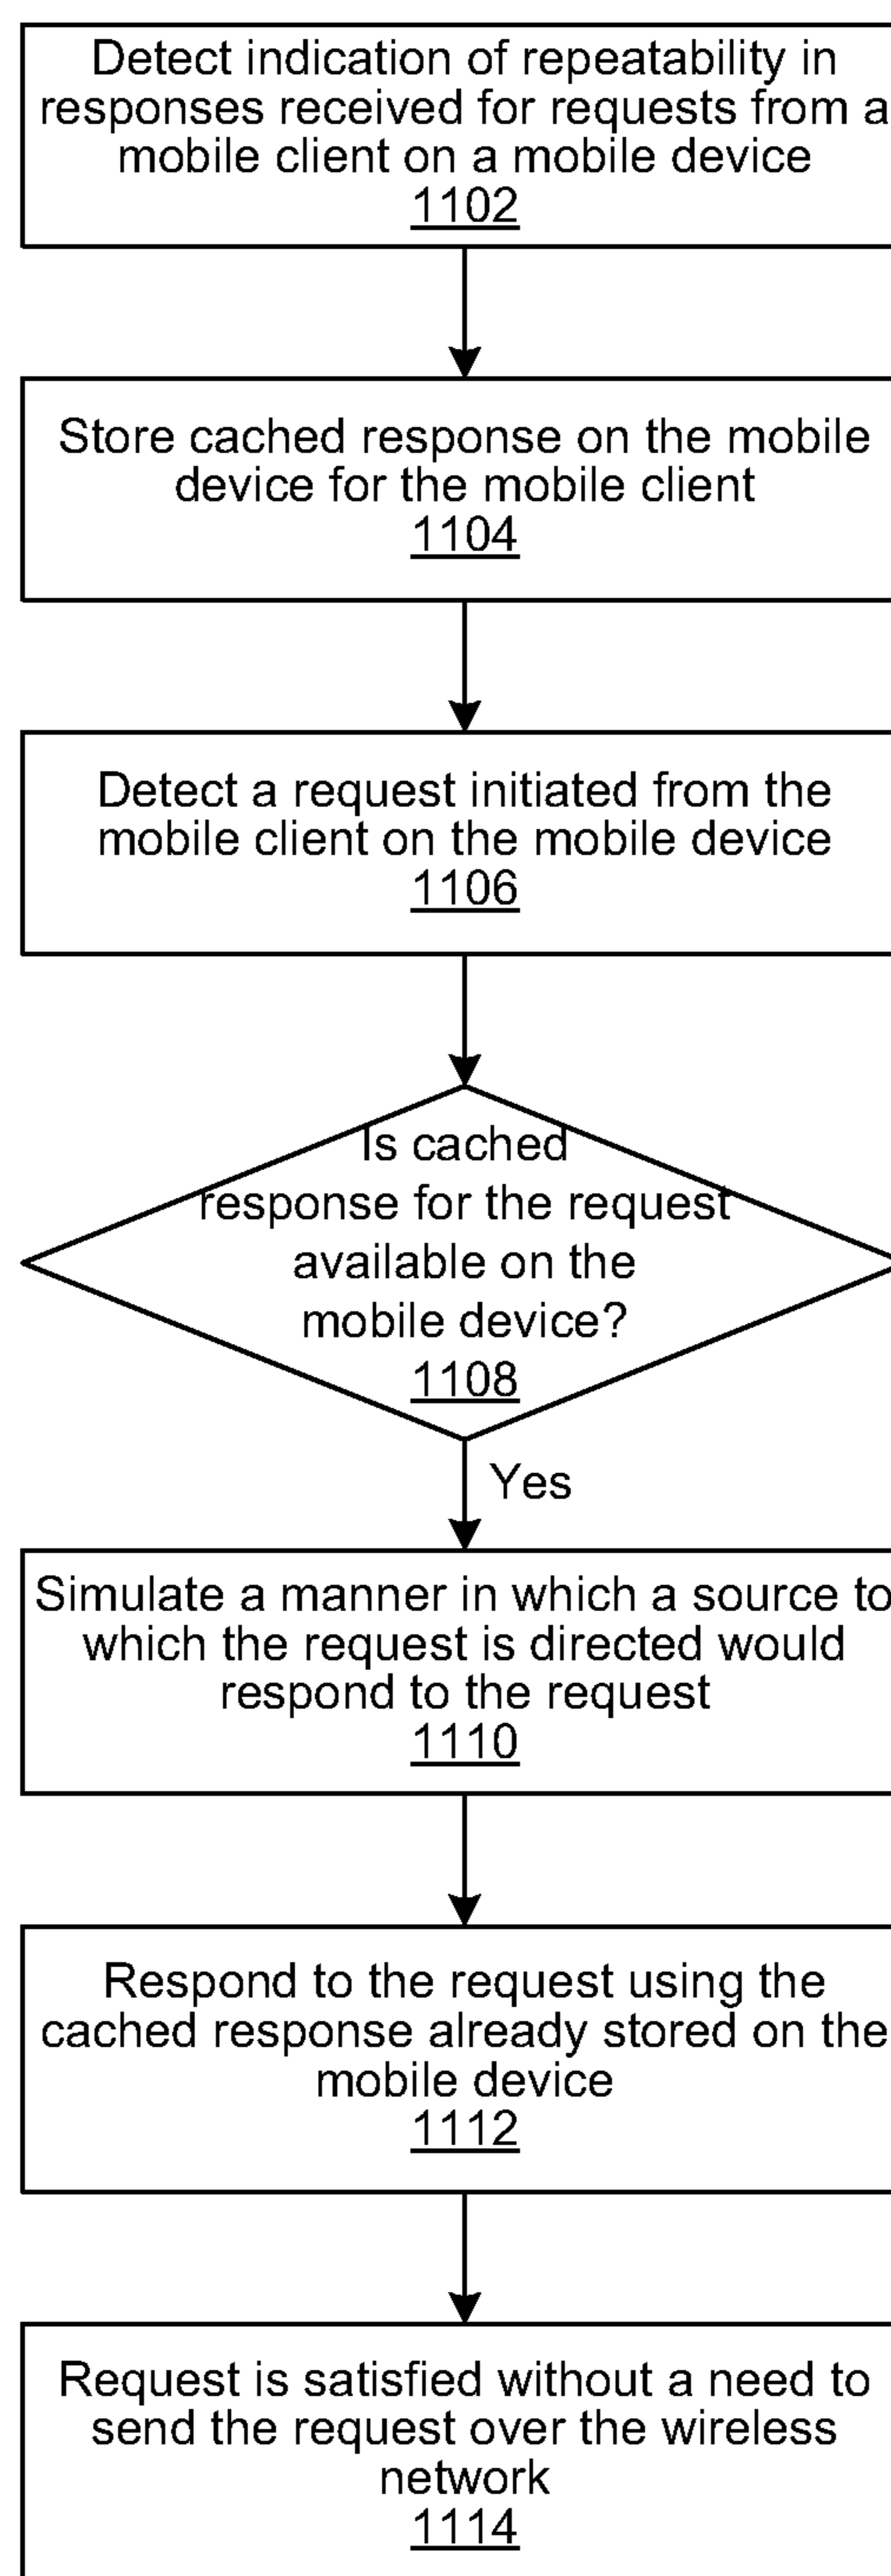 Detect indication of repeatability in
responses received for requests from a
mobile client on a mobile device
1102
Store cached response on the mobile
device for the mobile client
1104
Detect a request initiated from the
mobile client on the mobile device
1106
Is cached
response for the request
available on the
mobile device?
1108
Yes
Simulate a manner in which a source to
which the request is directed would
respond to the request
1110
Respond to the request using the
cached response already stored on the
mobile device
1112
Request is satisfied without a need to
send the request over the wireless
network
1114